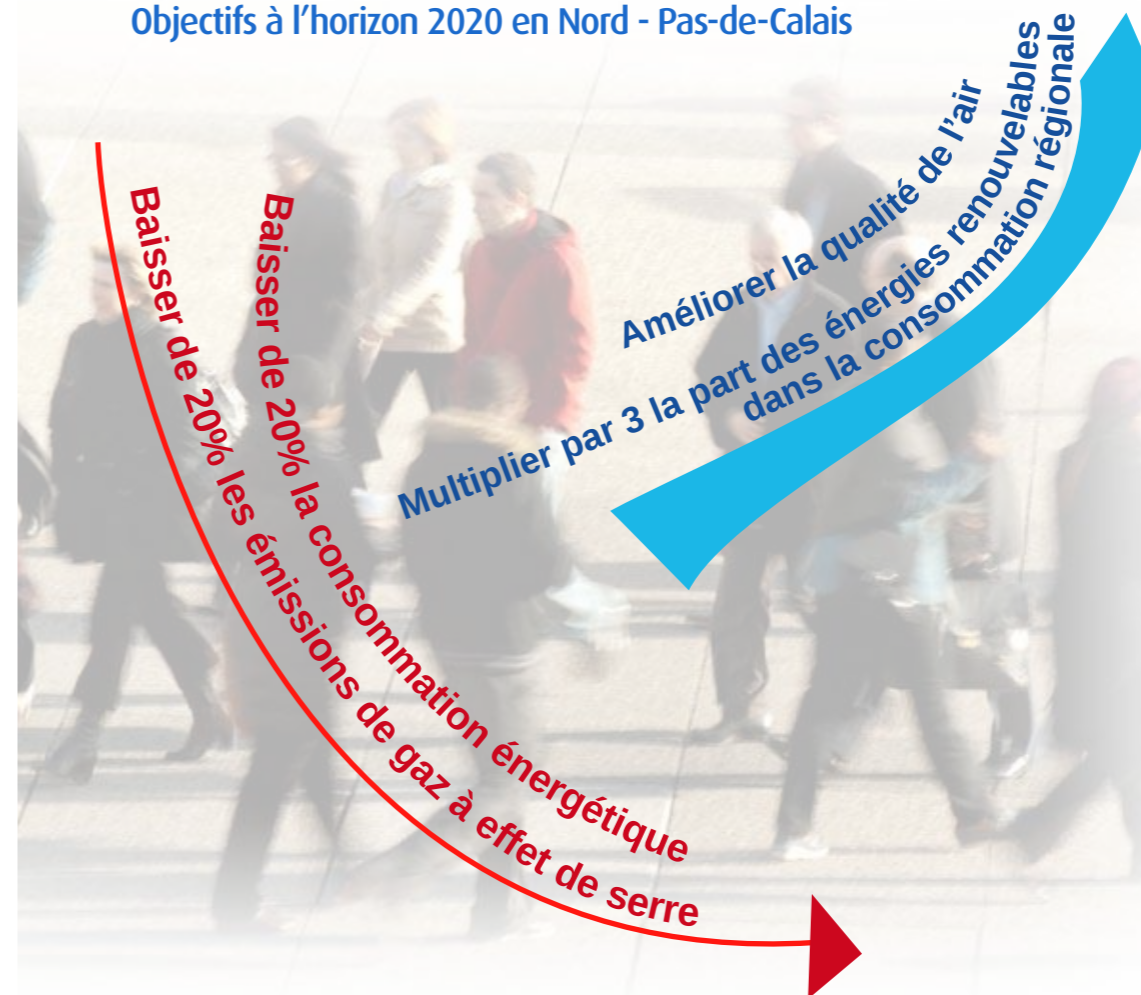 Objectifs à l'horizon 2020 en Nord - Pas-de-Calais
Baisser de 20% les émissions de gaz à effet de serre
Baisser de 20% la consommation énergétique
Améliorer la qualité de l'air
Multiplier par 3 la part des énergies renouvelables
dans la consommation régionale